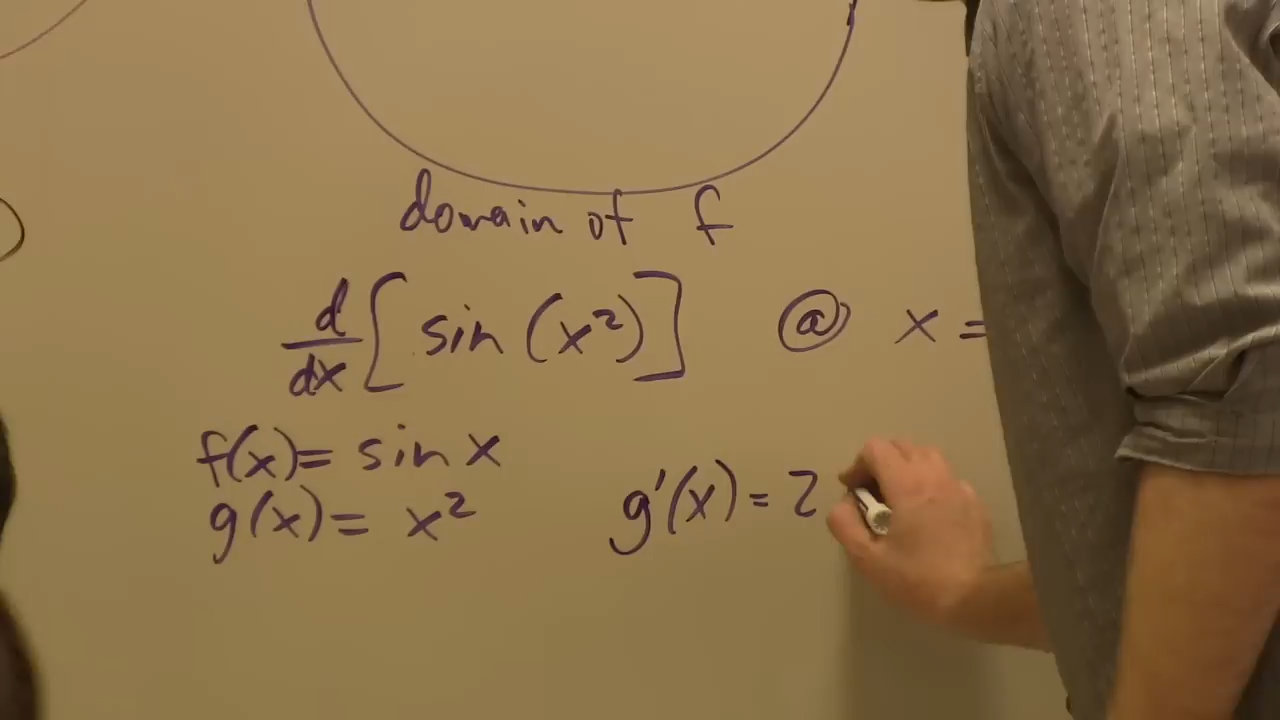 domain of f
d/dx [ sin (x²) ] @ x =
f(x) = sin x
g(x) = x² g'(x) = 2